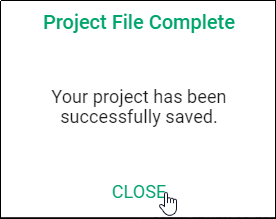 Project File Complete
Your project has been
successfully saved.
CLOSE